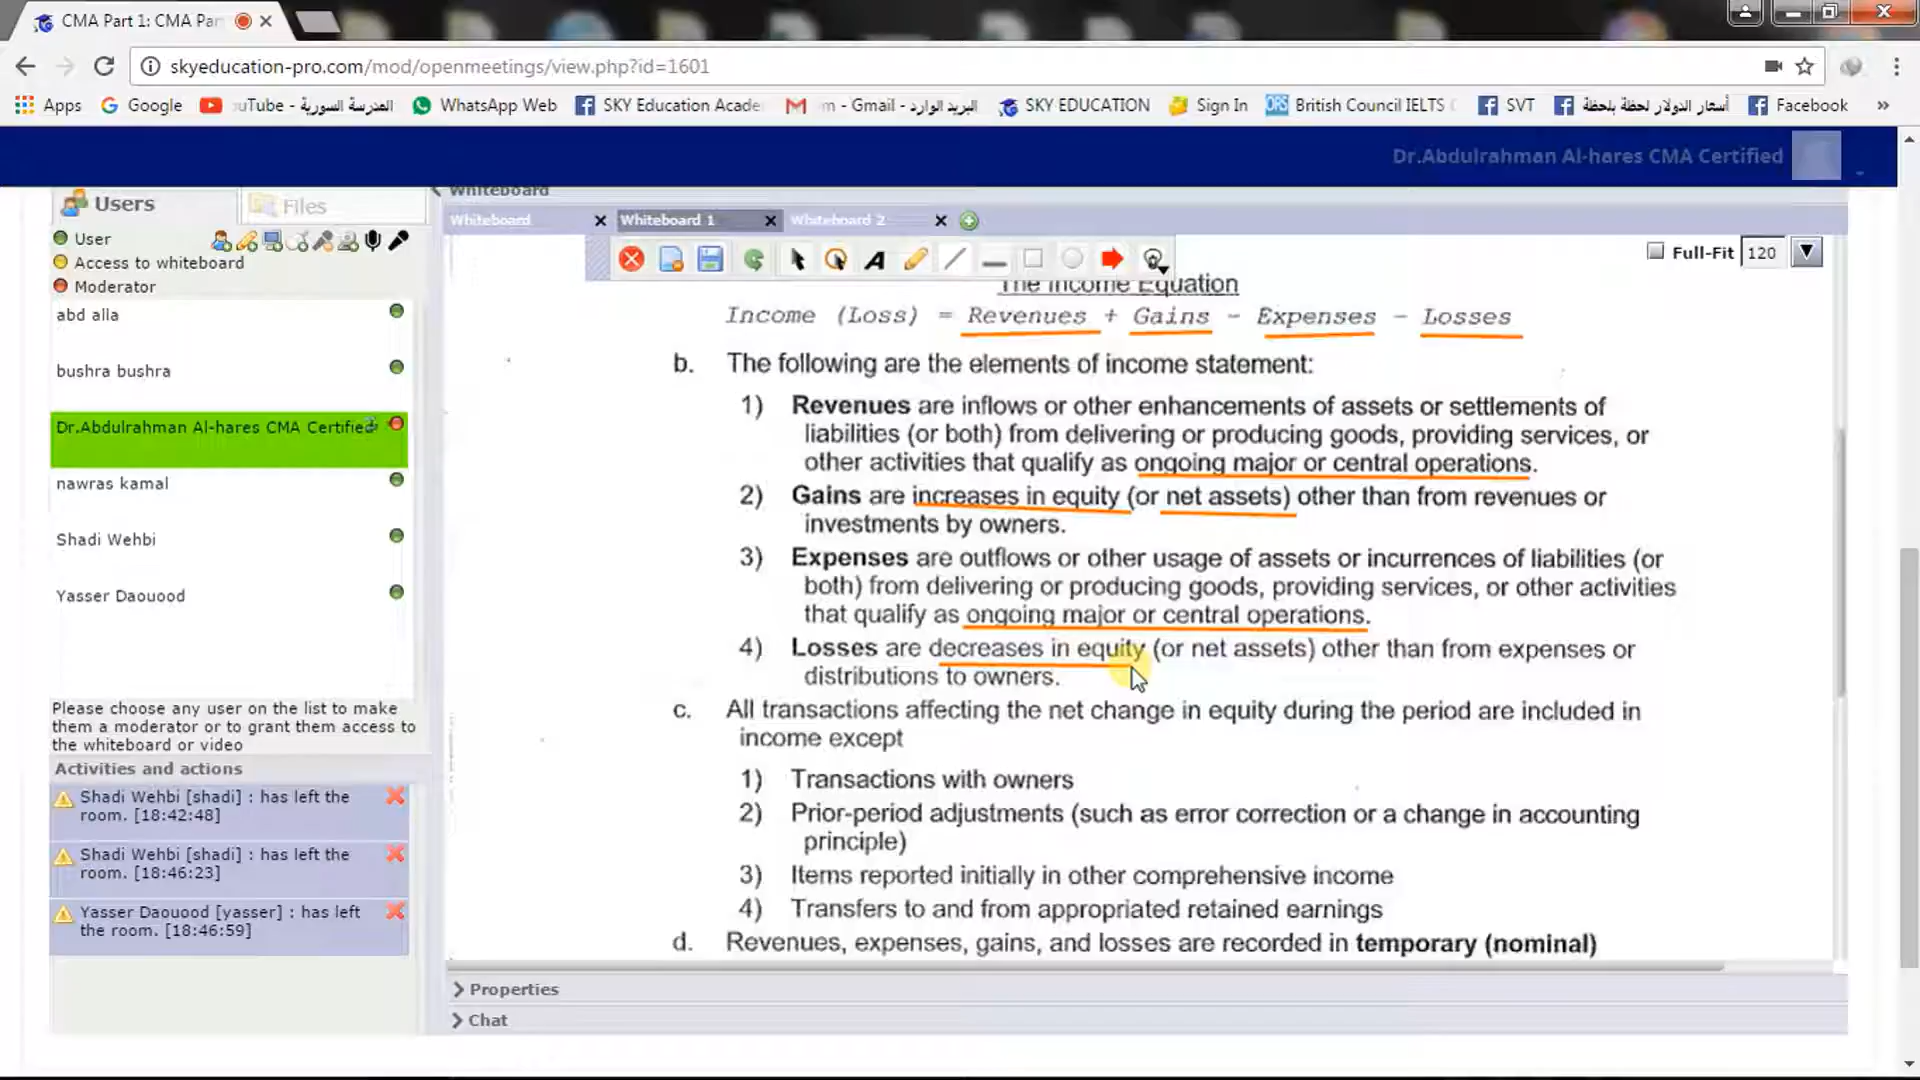 CMA Part 1: CMA Par
skyeducation-pro.com/mod/openmeetings/view.php?id=1601
Apps Google uTube - المدرسة السورية WhatsApp Web SKY Education Acade m - Gmail - البريد الوارد SKY EDUCATION Sign In ORS British Council IELTS SVT أسعار الدولار لحظة بلحظة Facebook »
Dr.Abdulrahman Al-hares CMA Certified
Users
Files
User
Access to whiteboard
Moderator
abd alla
bushra bushra
Dr.Abdulrahman Al-hares CMA Certified
nawras kamal
Shadi Wehbi
Yasser Daouood
Please choose any user on the list to make
them a moderator or to grant them access to
the whiteboard or video
Activities and actions
Shadi Wehbi [shadi] : has left the
room. [18:42:48]
Shadi Wehbi [shadi] : has left the
room. [18:46:23]
Yasser Daouood [yasser] : has left
the room. [18:46:59]
Whiteboard
Whiteboard Whiteboard 1 Whiteboard 2
Full-Fit 120
The Income Equation
Income (Loss) = Revenues + Gains - Expenses - Losses
b. The following are the elements of income statement:
1) Revenues are inflows or other enhancements of assets or settlements of
liabilities (or both) from delivering or producing goods, providing services, or
other activities that qualify as ongoing major or central operations.
2) Gains are increases in equity (or net assets) other than from revenues or
investments by owners.
3) Expenses are outflows or other usage of assets or incurrences of liabilities (or
both) from delivering or producing goods, providing services, or other activities
that qualify as ongoing major or central operations.
4) Losses are decreases in equity (or net assets) other than from expenses or
distributions to owners.
c. All transactions affecting the net change in equity during the period are included in
income except
1) Transactions with owners
2) Prior-period adjustments (such as error correction or a change in accounting
principle)
3) Items reported initially in other comprehensive income
4) Transfers to and from appropriated retained earnings
d. Revenues, expenses, gains, and losses are recorded in temporary (nominal)
Properties
Chat